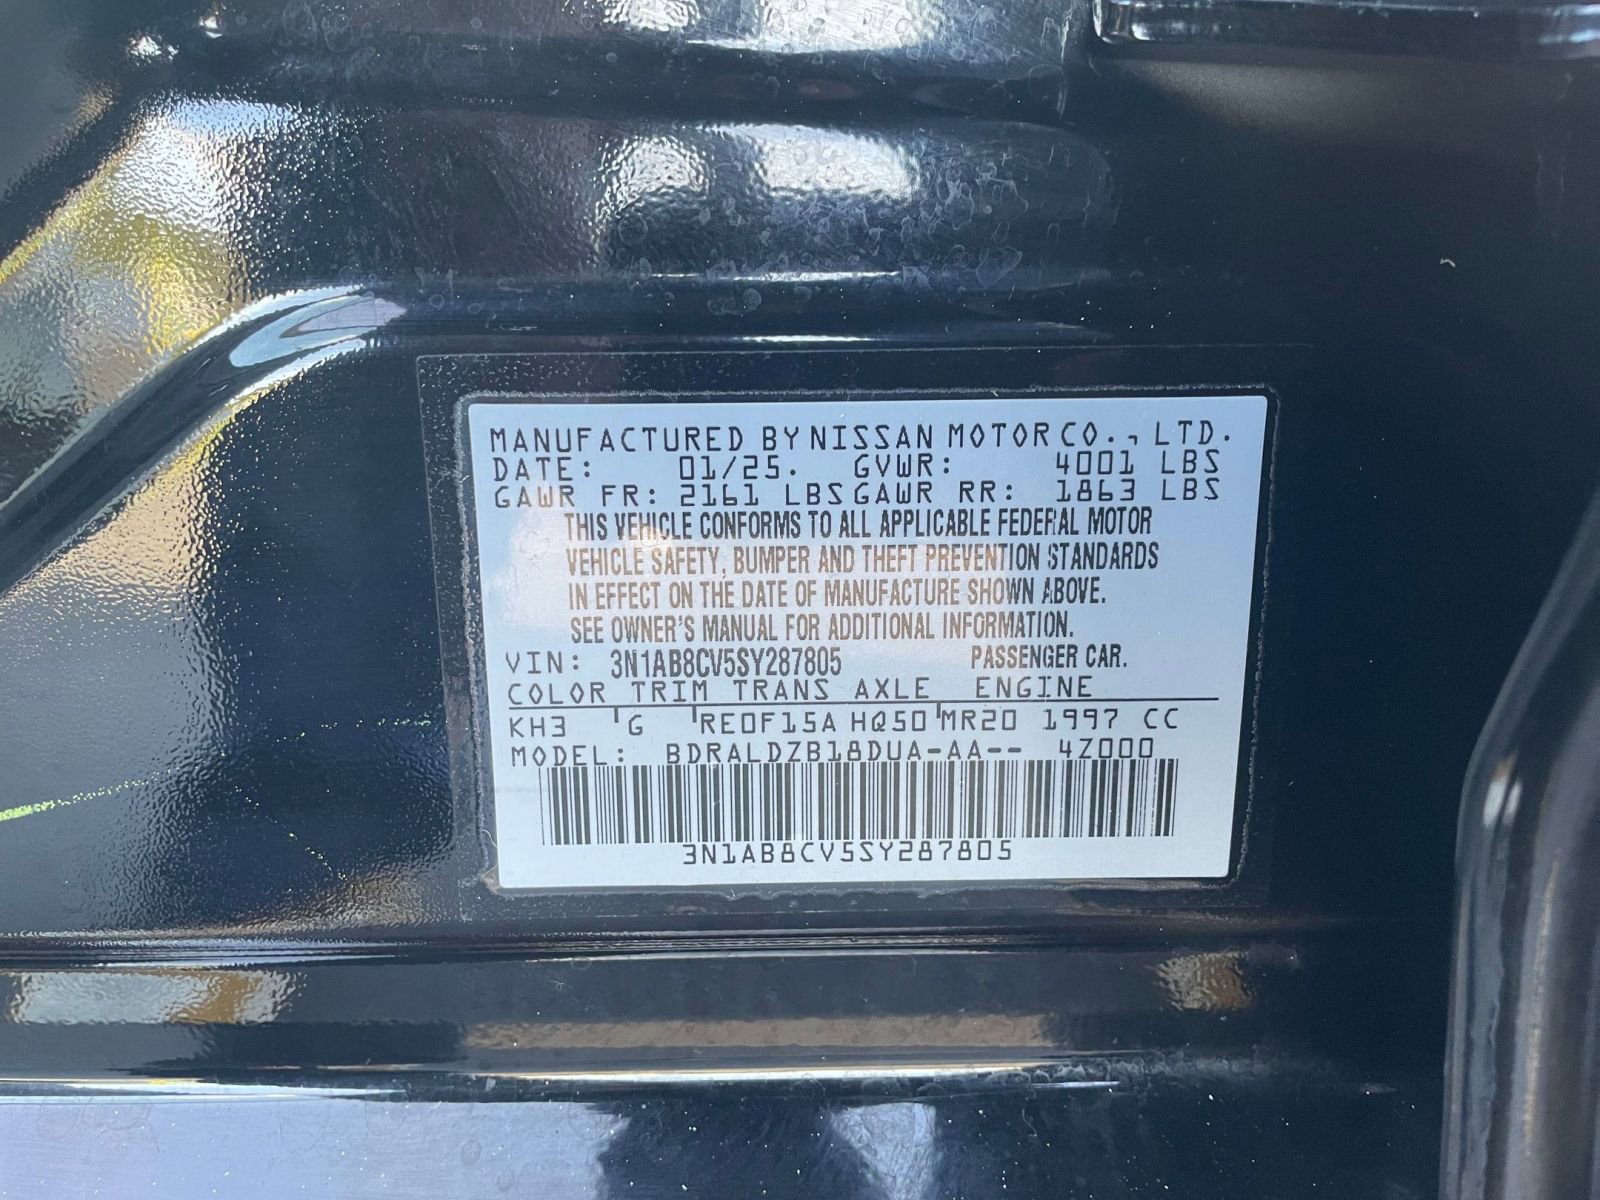 MANUFACTURED BY NISSAN MOTOR CO., LTD.
DATE: 01/25. GVWR: 4001 LBS
GAWR FR: 2161 LBS GAWR RR: 1863 LBS
THIS VEHICLE CONFORMS TO ALL APPLICABLE FEDERAL MOTOR
VEHICLE SAFETY, BUMPER AND THEFT PREVENTION STANDARDS
IN EFFECT ON THE DATE OF MANUFACTURE SHOWN ABOVE.
SEE OWNER'S MANUAL FOR ADDITIONAL INFORMATION.
VIN: 3N1AB8CV5SY287805 PASSENGER CAR.
COLOR TRIM TRANS AXLE ENGINE
KH3 G RE0F15A HQ50 MR20 1997 CC
MODEL: BDRALDZB18DUA-AA-- 4Z000
3N1AB8CV5SY287805